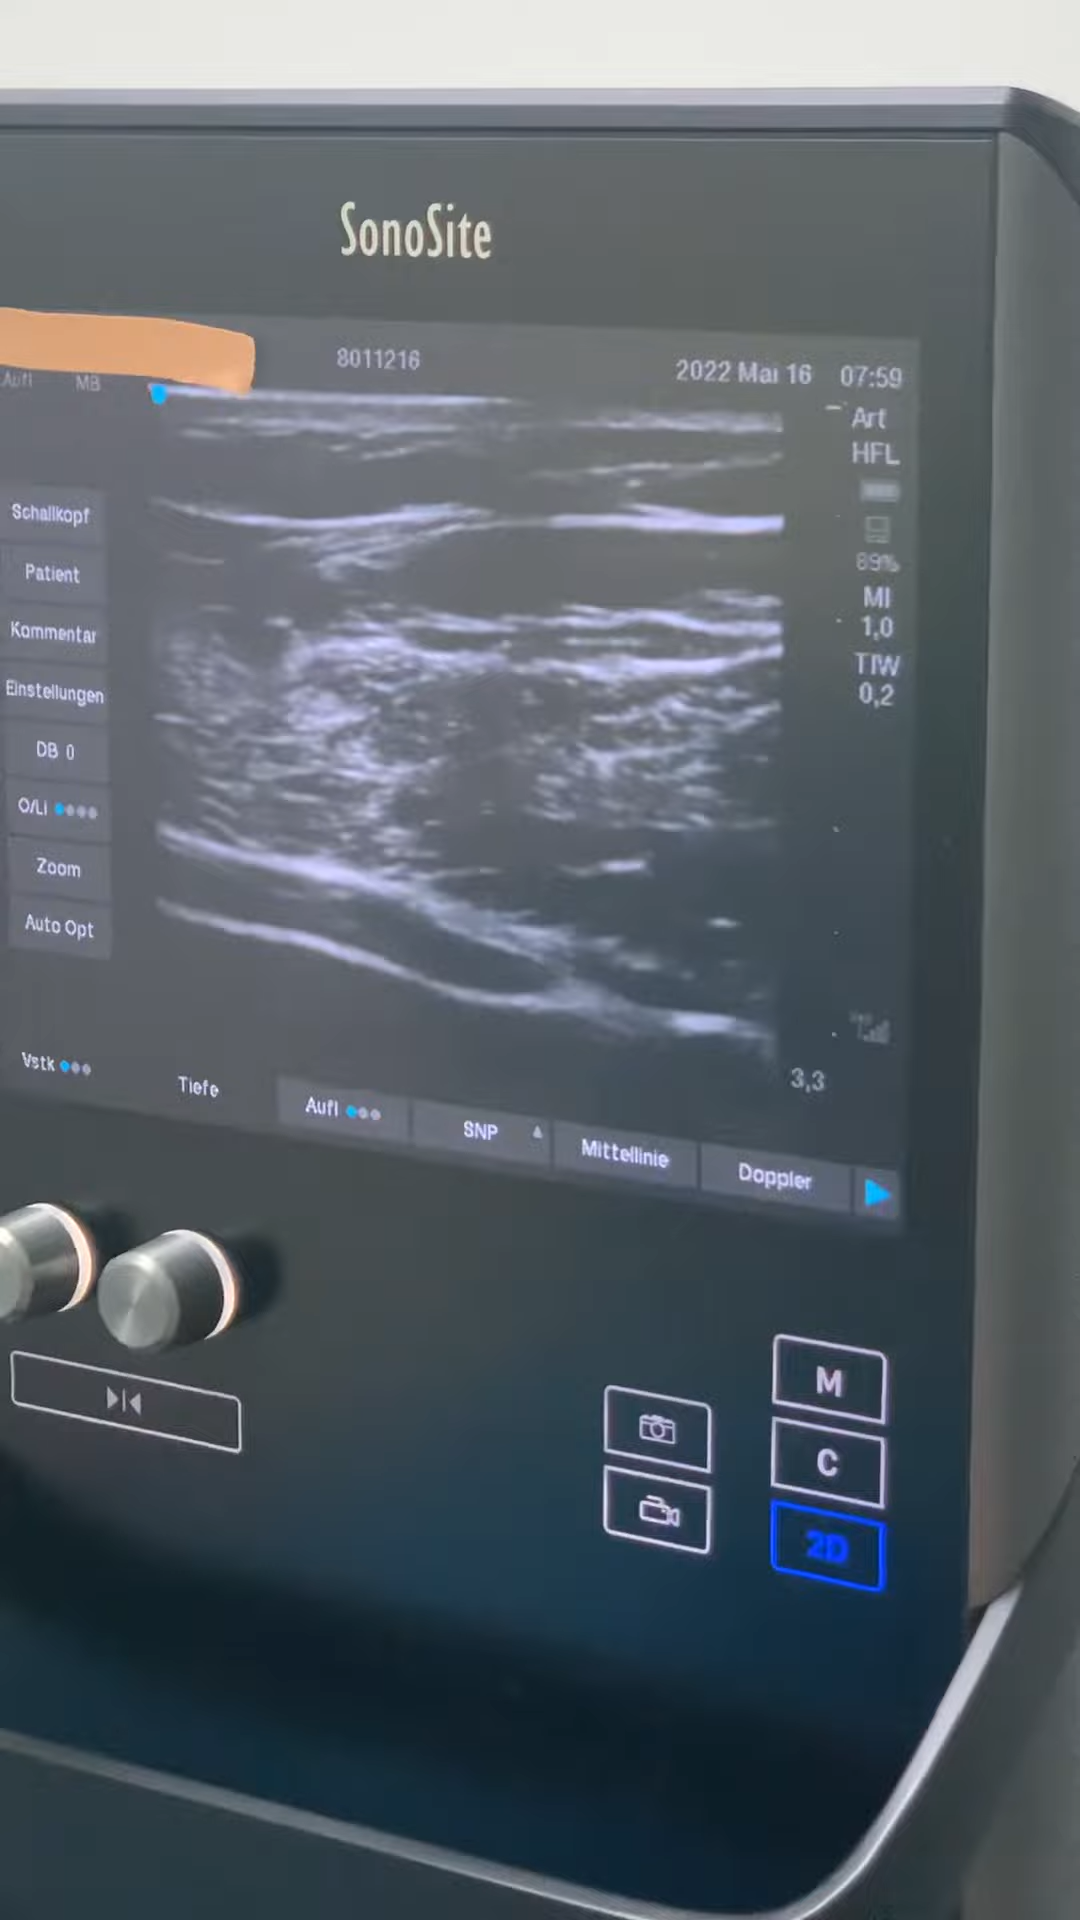 SonoSite
8011216
2022 Mai 16 07:59
Aufl MB
Art
HFL
89%
MI
1,0
TIW
0,2
Schallkopf
Patient
Kommentar
Einstellungen
DB 0
O/Li
Zoom
Auto Opt
3,3
Vstk
Tiefe
Aufl
SNP
Mittellinie
Doppler
M
C
2D